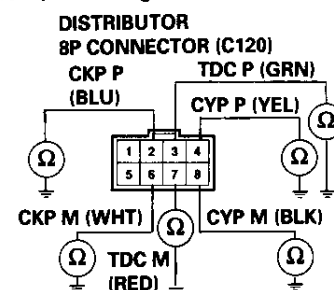 DISTRIBUTOR
8P CONNECTOR (C120)
CKP P
(BLU)
TDC P (GRN)
CYP P (YEL)
Ω
Ω
Ω
1 2 3 4
5 6 7 8
CKP M (WHT)
CYP M (BLK)
Ω
Ω
Ω
TDC M
(RED)